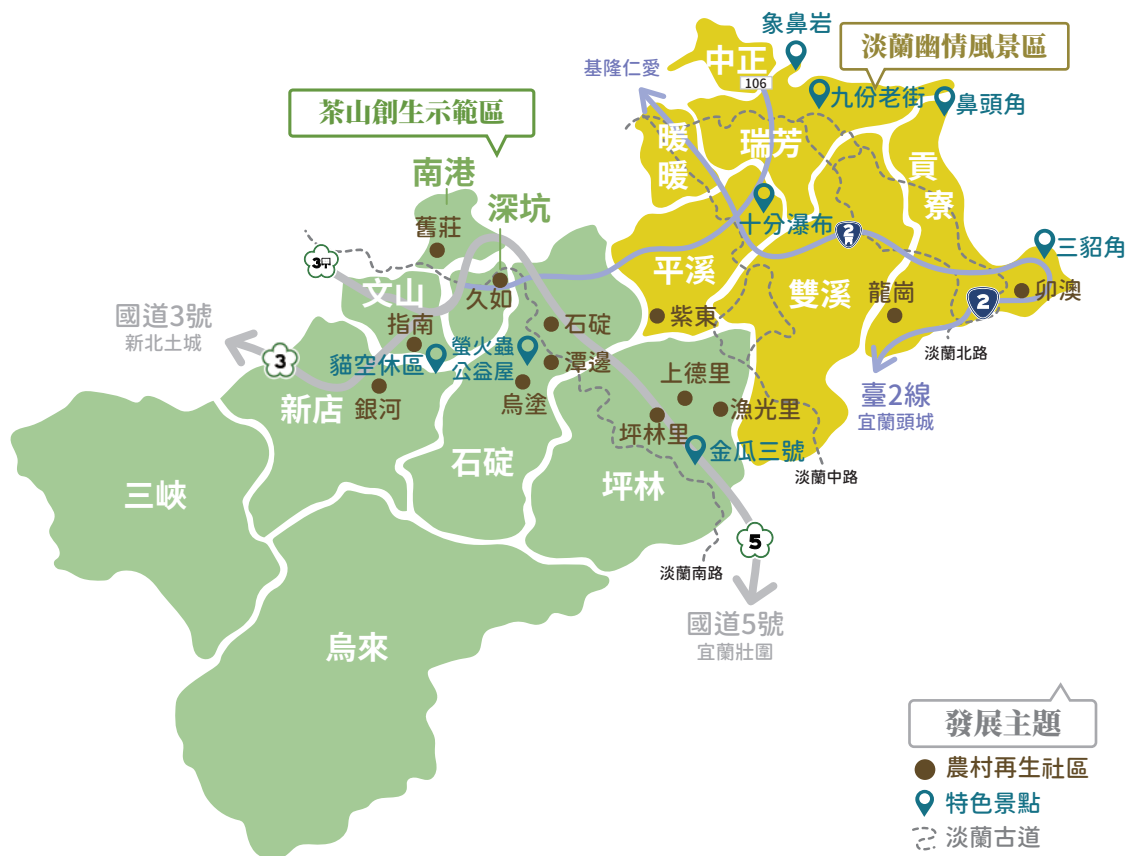 象鼻岩
淡蘭幽情風景區
中正
基隆仁愛
106
九份老街
鼻頭角
茶山創生示範區
暖
暖
瑞芳
南港
貢
寮
深坑
舊莊
十分瀑布
2
三貂角
3
平溪
文山
久如
雙溪
龍崗
卯澳
2
國道3號
新北土城
指南
石碇
紫東
3
貓空休區
螢火蟲
公益屋
潭邊
淡蘭北路
上德里
新店
銀河
烏塗
漁光里
臺2線
宜蘭頭城
坪林里
石碇
金瓜三號
淡蘭中路
三峽
坪林
5
淡蘭南路
國道5號
宜蘭壯圍
烏來
發展主題
農村再生社區
特色景點
淡蘭古道